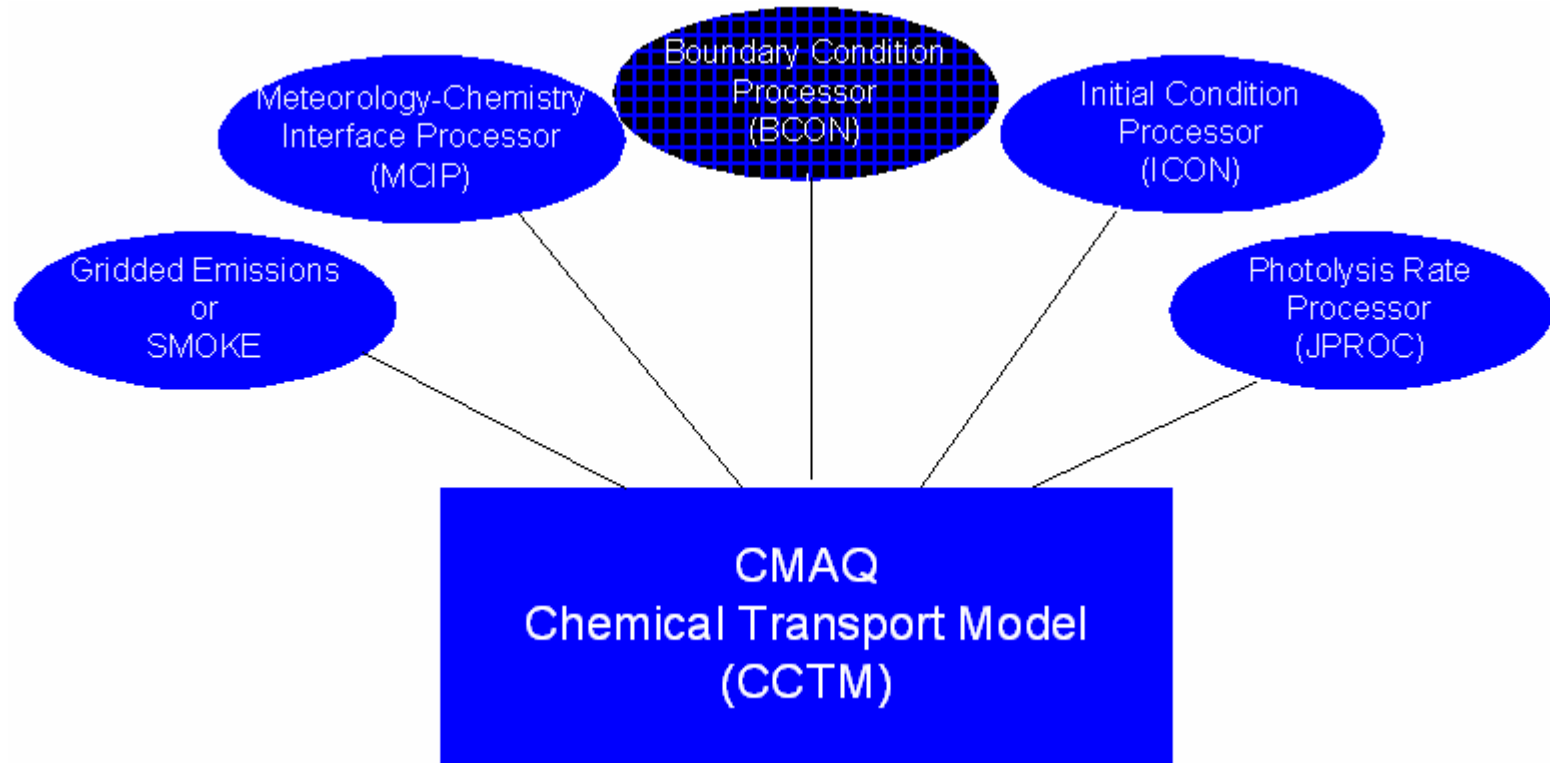 Gridded Emissions
or
SMOKE
Meteorology-Chemistry
Interface Processor
(MCIP)
Boundary Condition
Processor
(BCON)
Initial Condition
Processor
(ICON)
Photolysis Rate
Processor
(JPROC)
CMAQ
Chemical Transport Model
(CCTM)